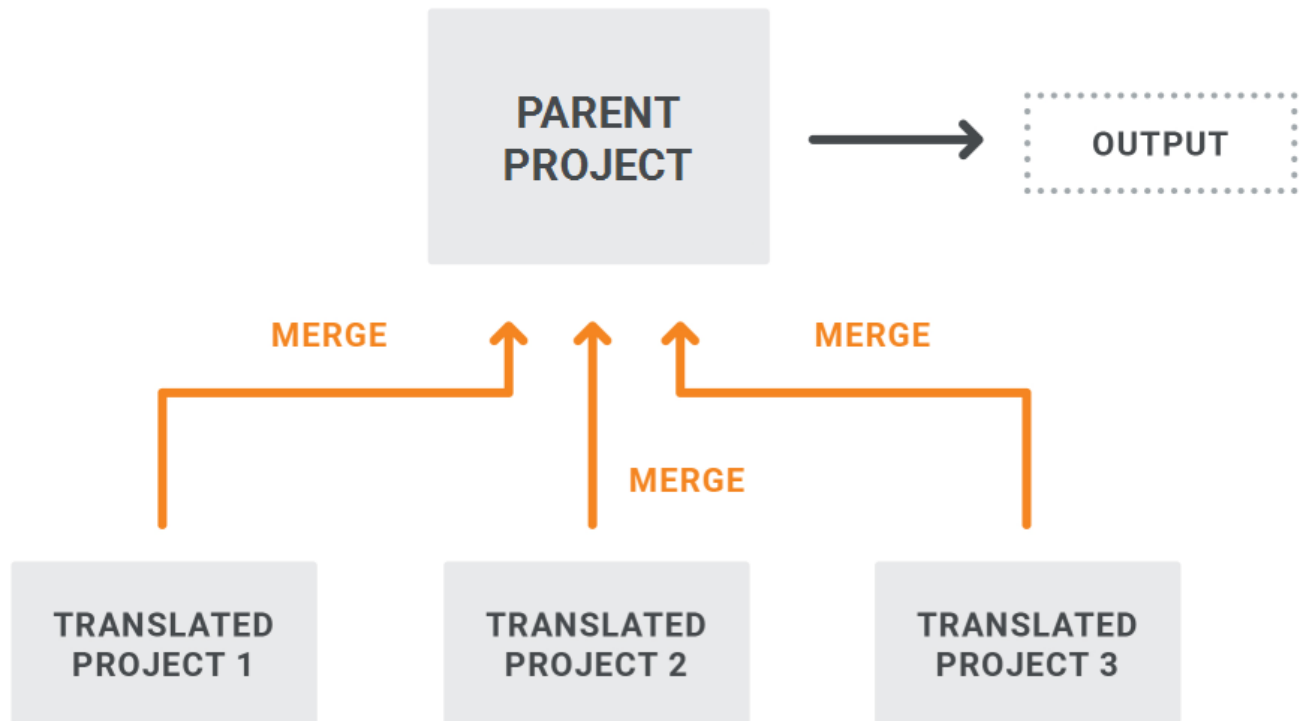 PARENT
PROJECT
OUTPUT
MERGE
MERGE
MERGE
TRANSLATED
PROJECT 1
TRANSLATED
PROJECT 2
TRANSLATED
PROJECT 3